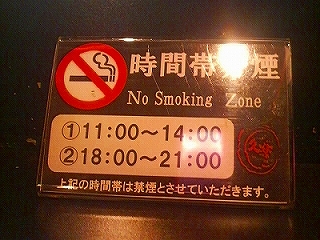 時間帯禁煙
No Smoking Zone
①11:00～14:00
②18:00～21:00
上記の時間帯は禁煙とさせていただきます。